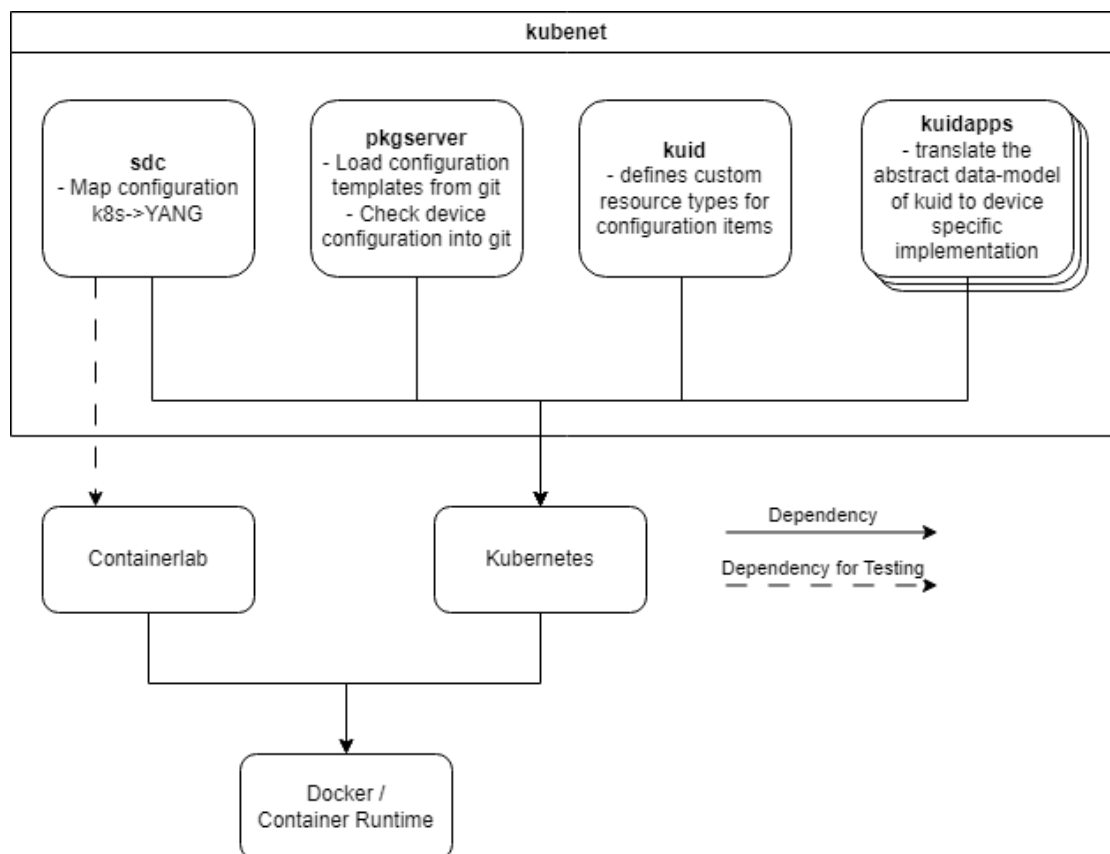 kubenet
sdc
- Map configuration
k8s->YANG
pkgserver
- Load configuration
templates from git
- Check device
configuration into git
kuid
- defines custom
resource types for
configuration items
kuidapps
- translate the
abstract data-model
of kuid to device
specific
implementation
Containerlab
Kubernetes
Dependency
Dependency for Testing
Docker /
Container Runtime